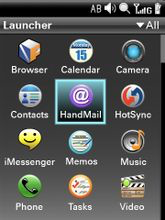 AB
Launcher
All
Monday
15
Browser
Calendar
Camera
@
Contacts
HandMail
HotSync
iMessenger
Memos
Music
Phone
Tasks
Video